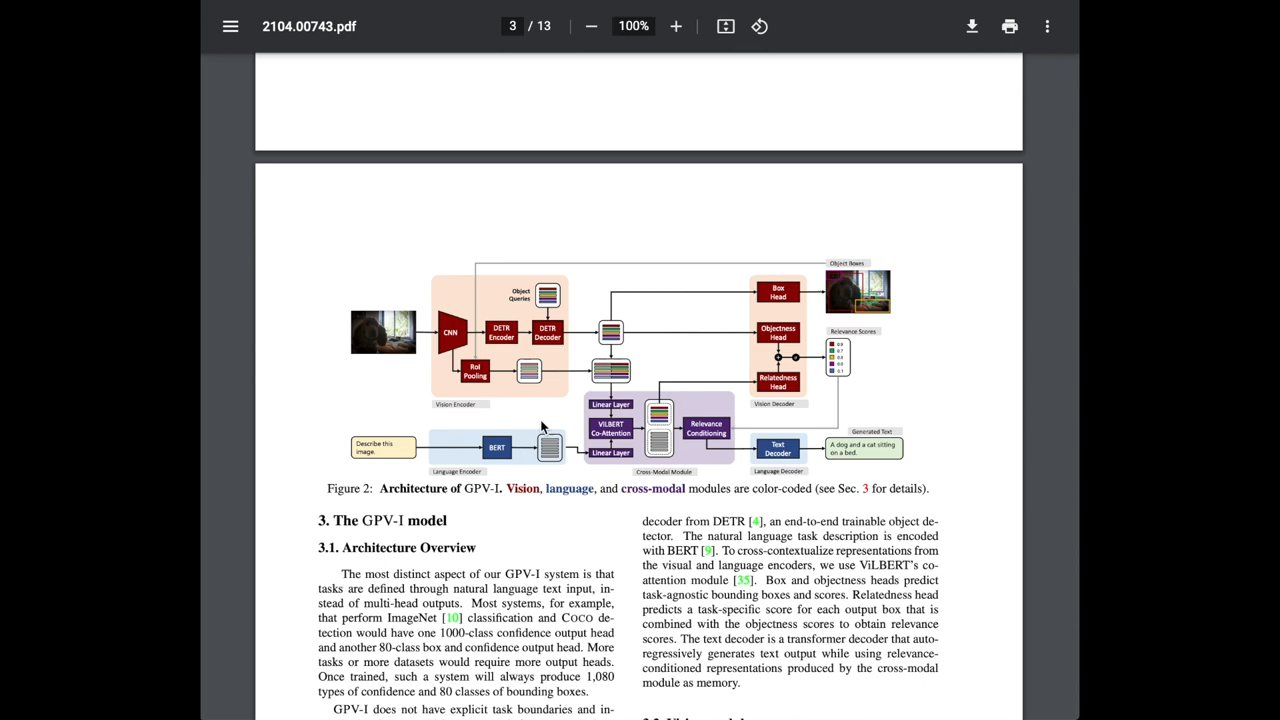 2104.00743.pdf
3 / 13
100%
Object Boxes
Object
Queries
Box
Head
CNN
DETR
Encoder
DETR
Decoder
Objectness
Head
Relevance Scores
RoI
Pooling
Relatedness
Head
Vision Encoder
Linear Layer
Vision Decoder
Describe this
image.
BERT
ViLBERT
Co-Attention
Relevance
Conditioning
Linear Layer
Text
Decoder
Generated Text
A dog and a cat sitting
on a bed.
Language Encoder
Cross-Modal Module
Language Decoder
Figure 2: Architecture of GPV-I. Vision, language, and cross-modal modules are color-coded (see Sec. 3 for details).
3. The GPV-I model
3.1. Architecture Overview
The most distinct aspect of our GPV-I system is that
tasks are defined through natural language text input, in-
stead of multi-head outputs. Most systems, for example,
that perform ImageNet [10] classification and COCO de-
tection would have one 1000-class confidence output head
and another 80-class box and confidence output head. More
tasks or more datasets would require more output heads.
Once trained, such a system will always produce 1,080
types of confidence and 80 classes of bounding boxes.
GPV-I does not have explicit task boundaries and in-
decoder from DETR [4], an end-to-end trainable object de-
tector. The natural language task description is encoded
with BERT [9]. To cross-contextualize representations from
the visual and language encoders, we use ViLBERT's co-
attention module [35]. Box and objectness heads predict
task-agnostic bounding boxes and scores. Relatedness head
predicts a task-specific score for each output box that is
combined with the objectness scores to obtain relevance
scores. The text decoder is a transformer decoder that auto-
regressively generates text output while using relevance-
conditioned representations produced by the cross-modal
module as memory.